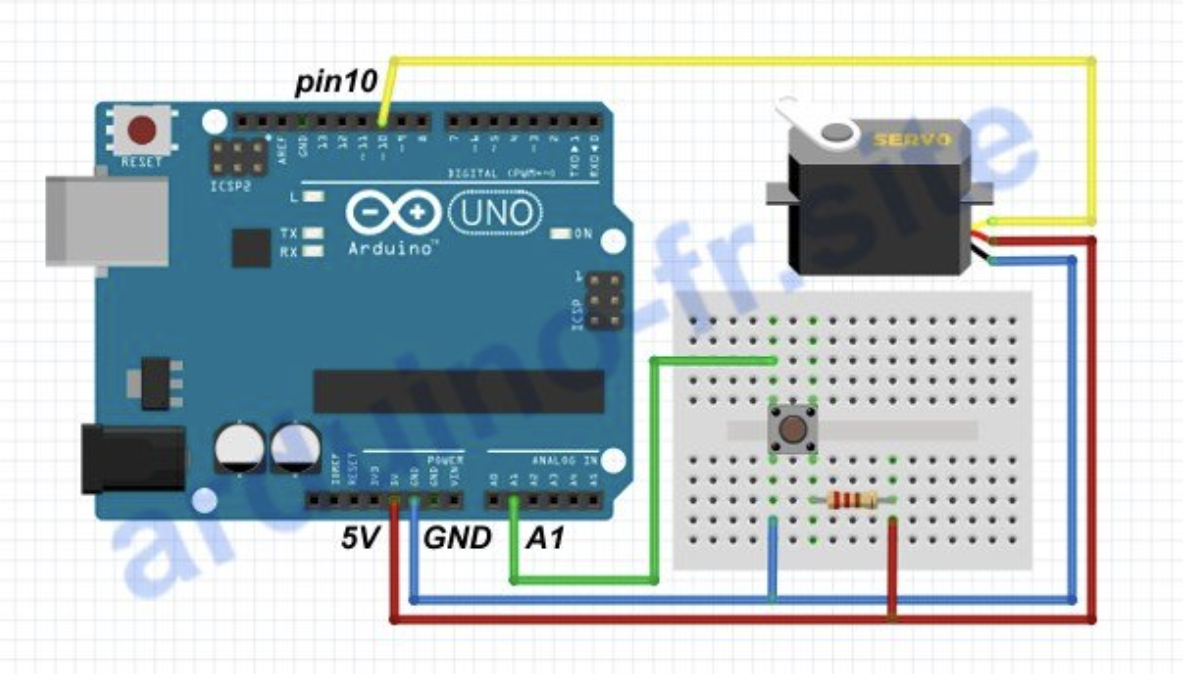 pin10
RESET
ICSP2
AREF
GND
13
12
~11
~10
~9
8
7
~6
~5
4
~3
2
TXD▶1
RXD◀0
DIGITAL (PWM=~)
SERVO
L
TX
RX
UNO
Arduino™
ON
1
ICSP
POWER
ANALOG IN
IOREF
RESET
3V3
5V
GND
GND
VIN
A0
A1
A2
A3
A4
A5
5V
GND
A1
arduino-fr.site